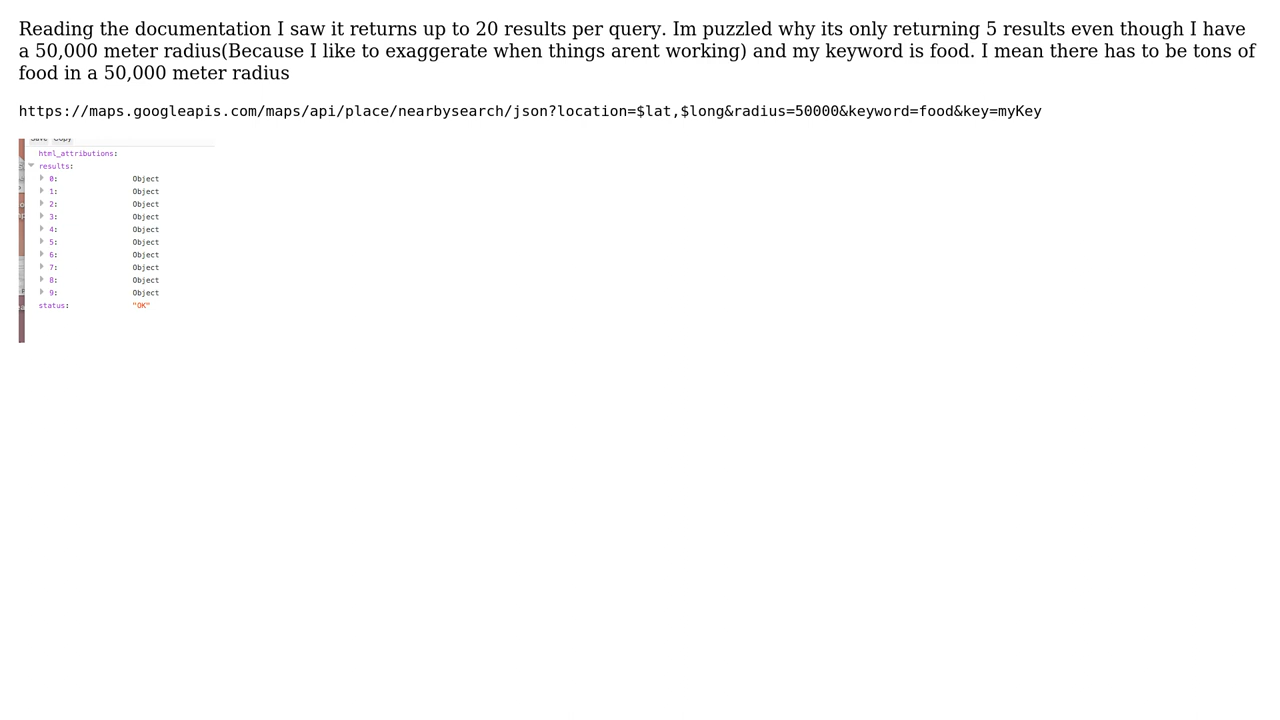 Reading the documentation I saw it returns up to 20 results per query. Im puzzled why its only returning 5 results even though I have
a 50,000 meter radius(Because I like to exaggerate when things arent working) and my keyword is food. I mean there has to be tons of
food in a 50,000 meter radius
https://maps.googleapis.com/maps/api/place/nearbysearch/json?location=$lat,$long&radius=50000&keyword=food&key=myKey
Save Copy
html_attributions:
results:
0: Object
1: Object
2: Object
3: Object
4: Object
5: Object
6: Object
7: Object
8: Object
9: Object
status: "OK"